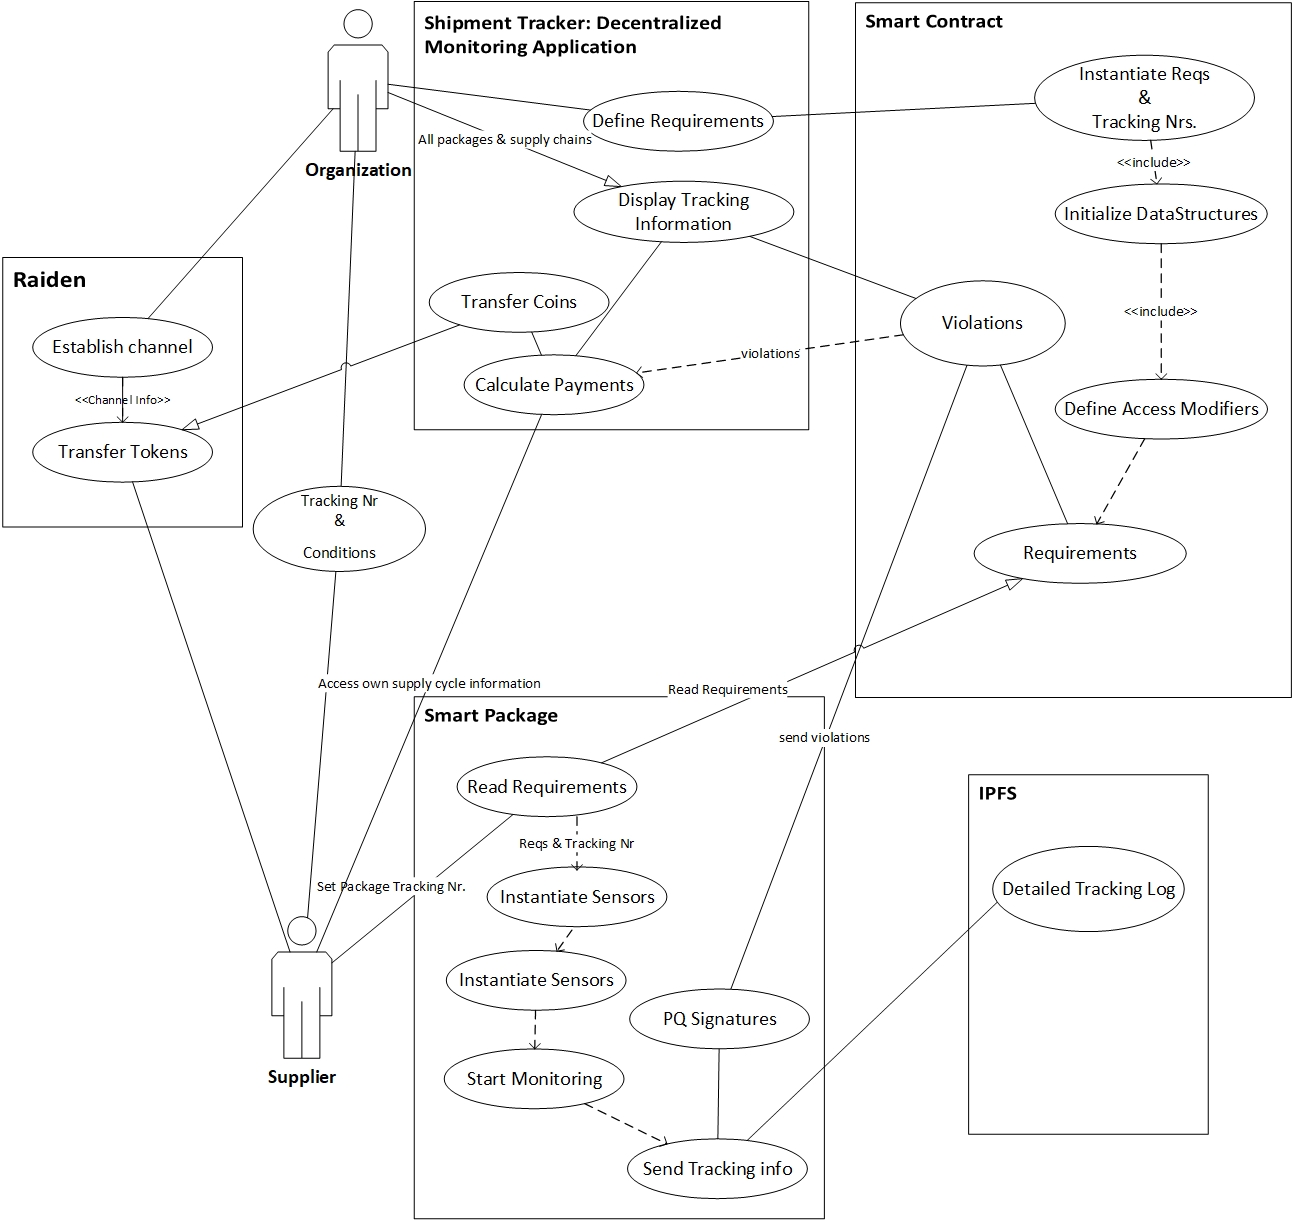 Shipment Tracker: Decentralized
Monitoring Application
Smart Contract
Instantiate Reqs
&
Tracking Nrs.
Define Requirements
All packages & supply chains
<<include>>
Organization
Display Tracking
Information
Initialize DataStructures
Raiden
Transfer Coins
Violations
<<include>>
Establish channel
violations
Calculate Payments
<<Channel Info>>
Define Access Modifiers
Transfer Tokens
Tracking Nr
&
Conditions
Requirements
Access own supply cycle information
Read Requirements
Smart Package
send violations
Read Requirements
IPFS
Reqs & Tracking Nr
Set Package Tracking Nr.
Instantiate Sensors
Detailed Tracking Log
Instantiate Sensors
PQ Signatures
Supplier
Start Monitoring
Send Tracking info